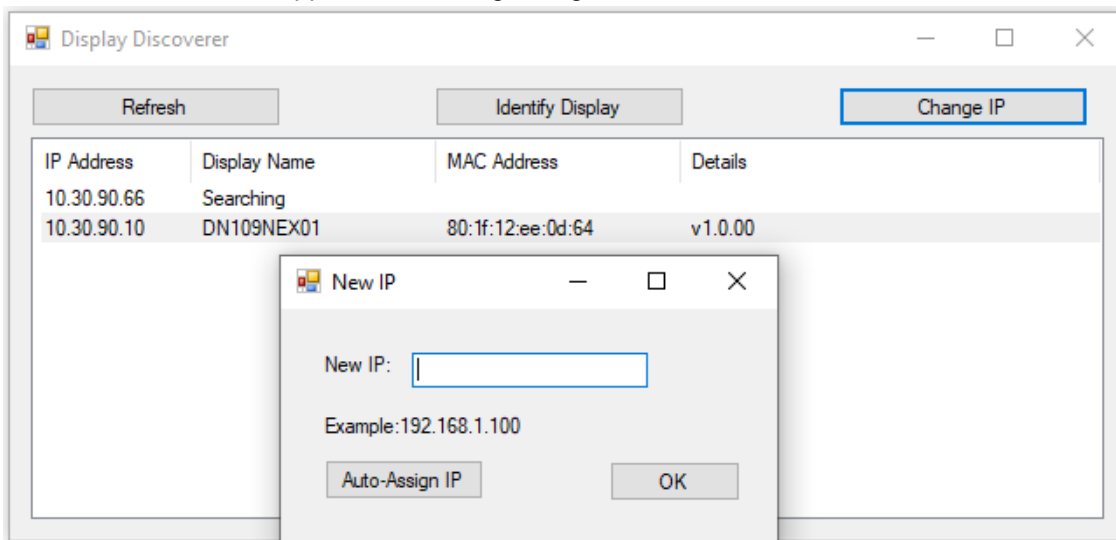 Display Discoverer
Refresh Identify Display Change IP
IP Address Display Name MAC Address Details
10.30.90.66 Searching
10.30.90.10 DN109NEX01 80:1f:12:ee:0d:64 v1.0.00
New IP
New IP:
Example:192.168.1.100
Auto-Assign IP OK